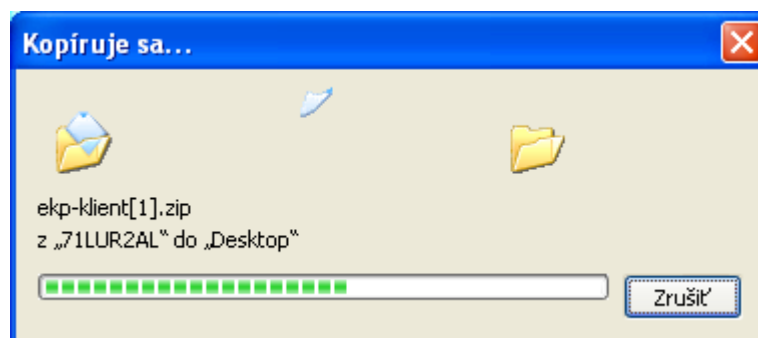 Kopíruje sa...
ekp-klient[1].zip
z „71LUR2AL“ do „Desktop“
Zrušiť